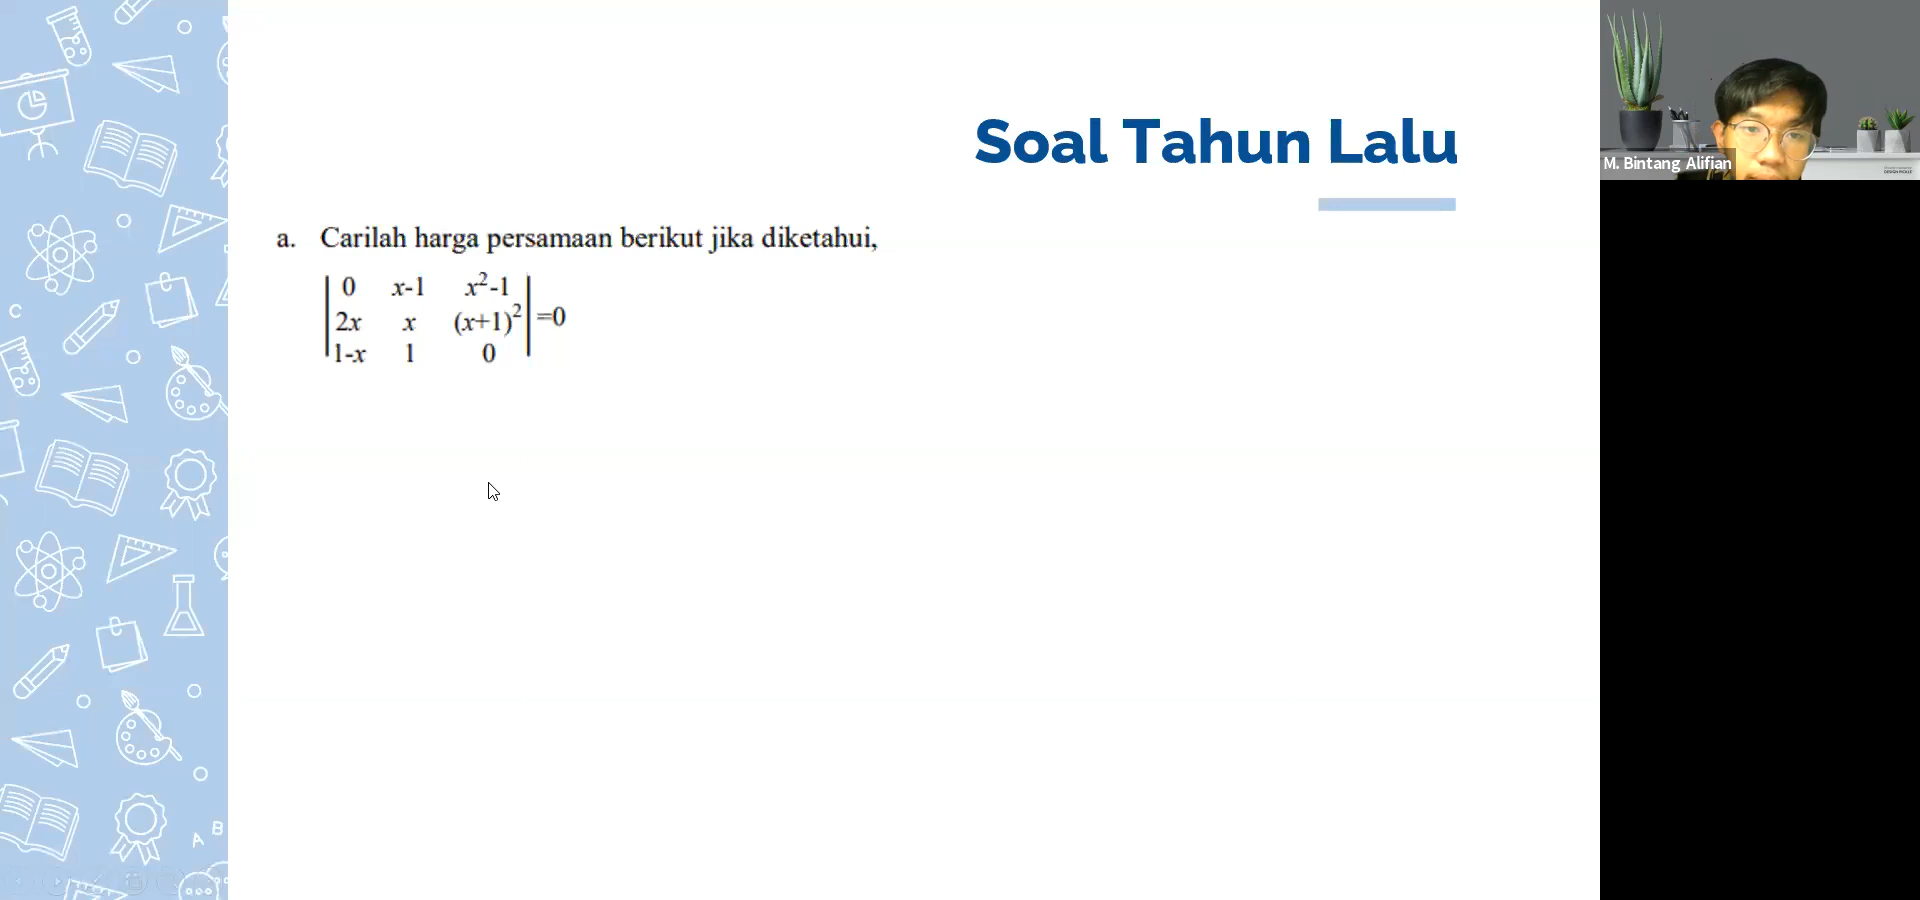 Soal Tahun Lalu
M. Bintang Alifian
a. Carilah harga persamaan berikut jika diketahui,
0 x-1 x²-1
2x x (x+1)² =0
1-x 1 0
A B
C